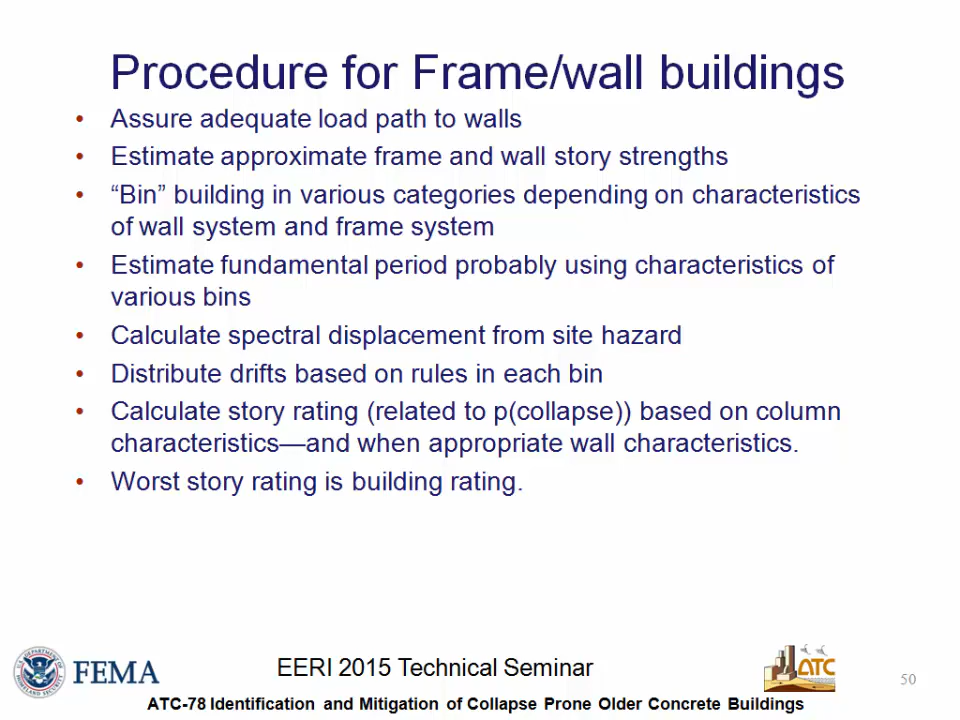 Procedure for Frame/wall buildings
• Assure adequate load path to walls
• Estimate approximate frame and wall story strengths
• “Bin” building in various categories depending on characteristics
of wall system and frame system
• Estimate fundamental period probably using characteristics of
various bins
• Calculate spectral displacement from site hazard
• Distribute drifts based on rules in each bin
• Calculate story rating (related to p(collapse)) based on column
characteristics—and when appropriate wall characteristics.
• Worst story rating is building rating.
FEMA
EERI 2015 Technical Seminar
ATC
50
ATC-78 Identification and Mitigation of Collapse Prone Older Concrete Buildings